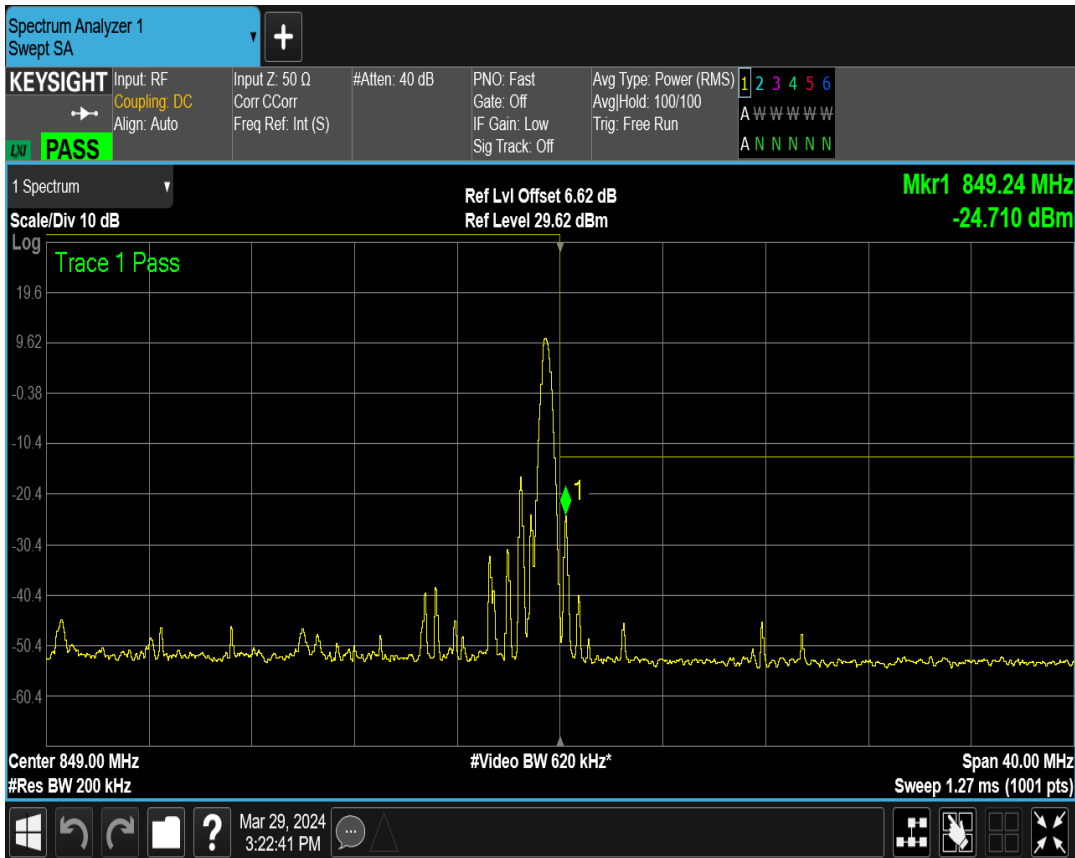 Spectrum Analyzer 1
Swept SA
+
KEYSIGHT
LXI PASS
Input: RF
Coupling: DC
Align: Auto
Input Z: 50 Ω
Corr CCorr
Freq Ref: Int (S)
#Atten: 40 dB
PNO: Fast
Gate: Off
IF Gain: Low
Sig Track: Off
Avg Type: Power (RMS)
Avg|Hold: 100/100
Trig: Free Run
1 2 3 4 5 6
A W W W W W
A N N N N N
1 Spectrum
Scale/Div 10 dB
Ref Lvl Offset 6.62 dB
Ref Level 29.62 dBm
Mkr1 849.24 MHz
-24.710 dBm
Log
Trace 1 Pass
19.6
9.62
-0.38
-10.4
-20.4
1
-30.4
-40.4
-50.4
-60.4
Center 849.00 MHz
#Res BW 200 kHz
#Video BW 620 kHz*
Span 40.00 MHz
Sweep 1.27 ms (1001 pts)
?
Mar 29, 2024
3:22:41 PM